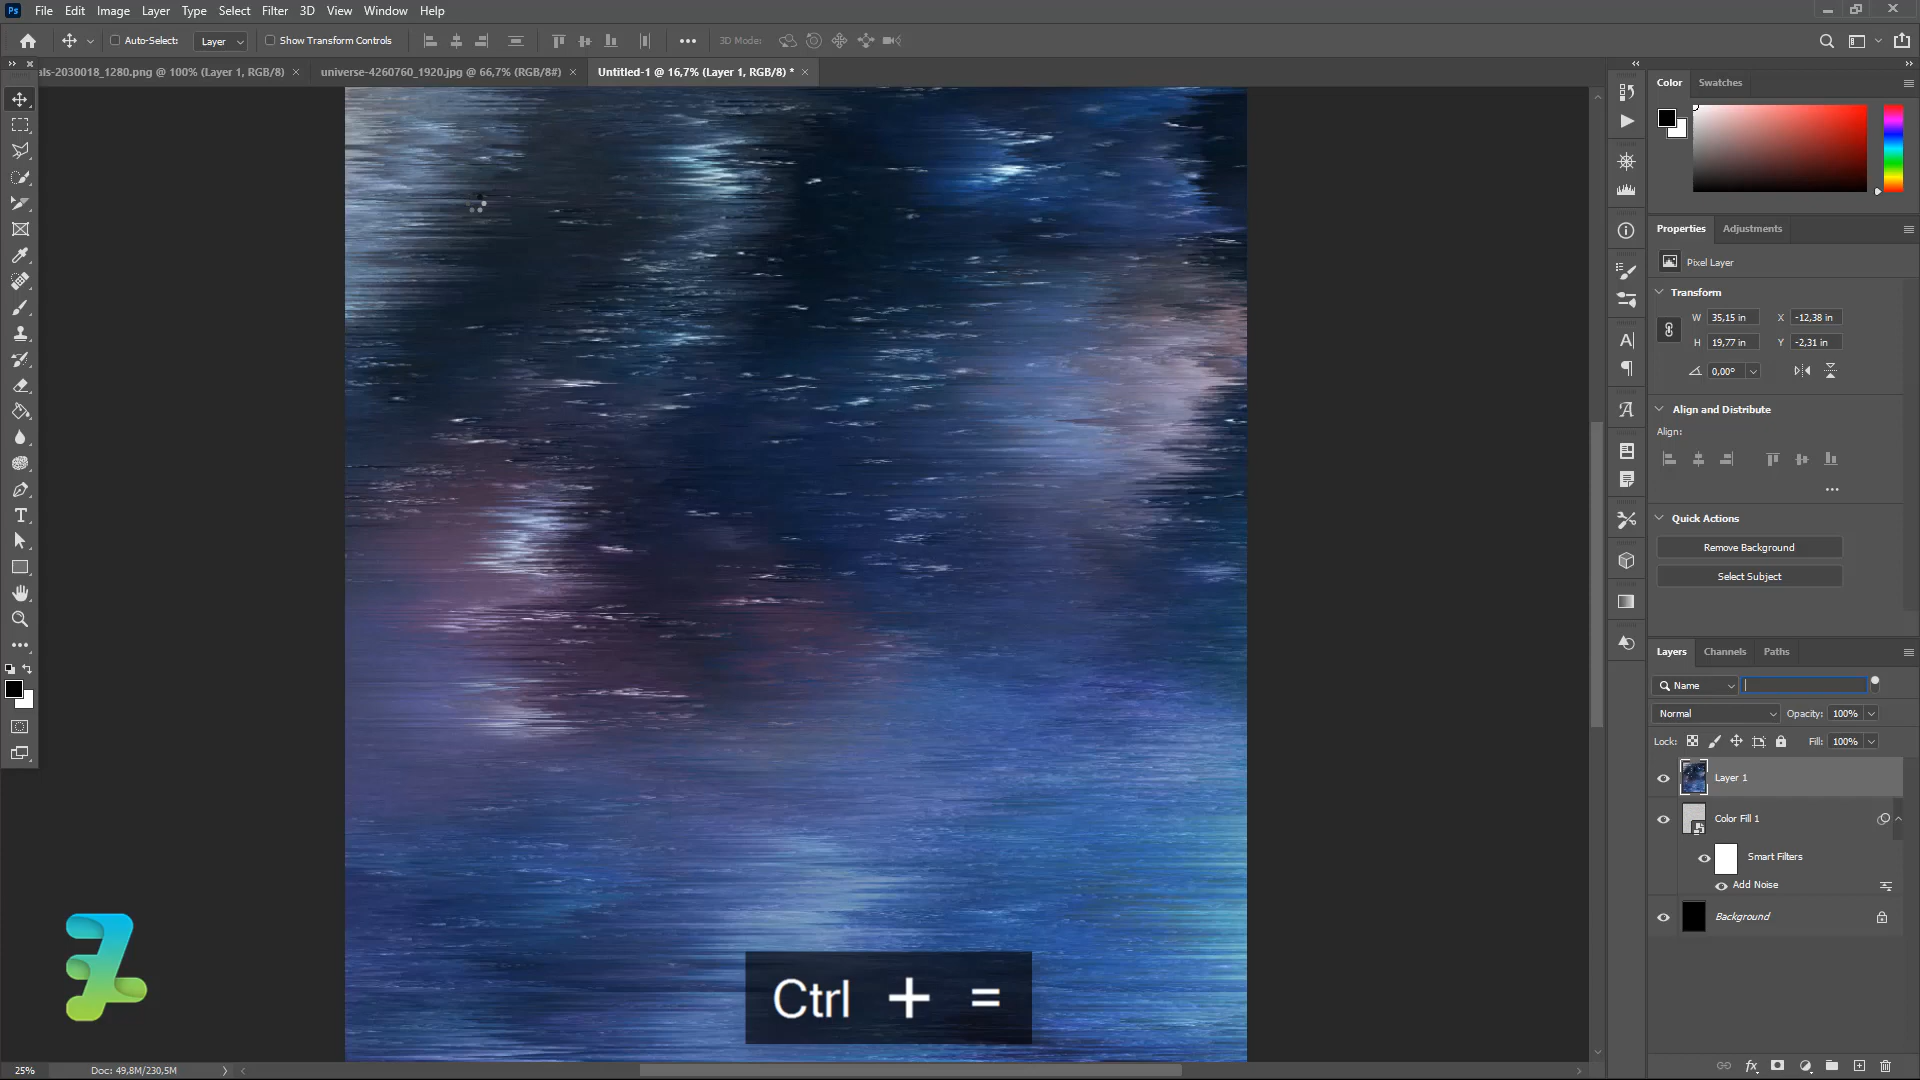 Ps File Edit Image Layer Type Select Filter 3D View Window Help
Auto-Select: Layer Show Transform Controls 3D Mode:
als-2030018_1280.png @ 100% (Layer 1, RGB/8) universe-4260760_1920.jpg @ 66,7% (RGB/8#) Untitled-1 @ 16,7% (Layer 1, RGB/8) *
Color Swatches
Properties Adjustments
Pixel Layer
Transform
W 35,15 in X -12,38 in
H 19,77 in Y -2,31 in
0,00°
Align and Distribute
Align:
Quick Actions
Remove Background
Select Subject
Layers Channels Paths
Name
Normal Opacity: 100%
Lock: Fill: 100%
Layer 1
Color Fill 1
Smart Filters
Add Noise
Background
Ctrl + =
25% Doc: 49,8M/230,5M